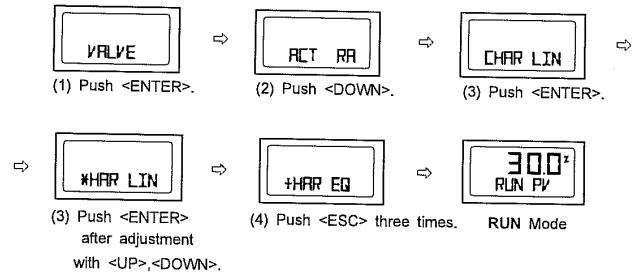 VALVE
(1) Push <ENTER>.
ACT RA
(2) Push <DOWN>.
CHAR LIN
(3) Push <ENTER>.
*HAR LIN
(3) Push <ENTER>
after adjustment
with <UP>,<DOWN>.
+HAR EQ
(4) Push <ESC> three times.
30.0%
RUN PV
RUN Mode